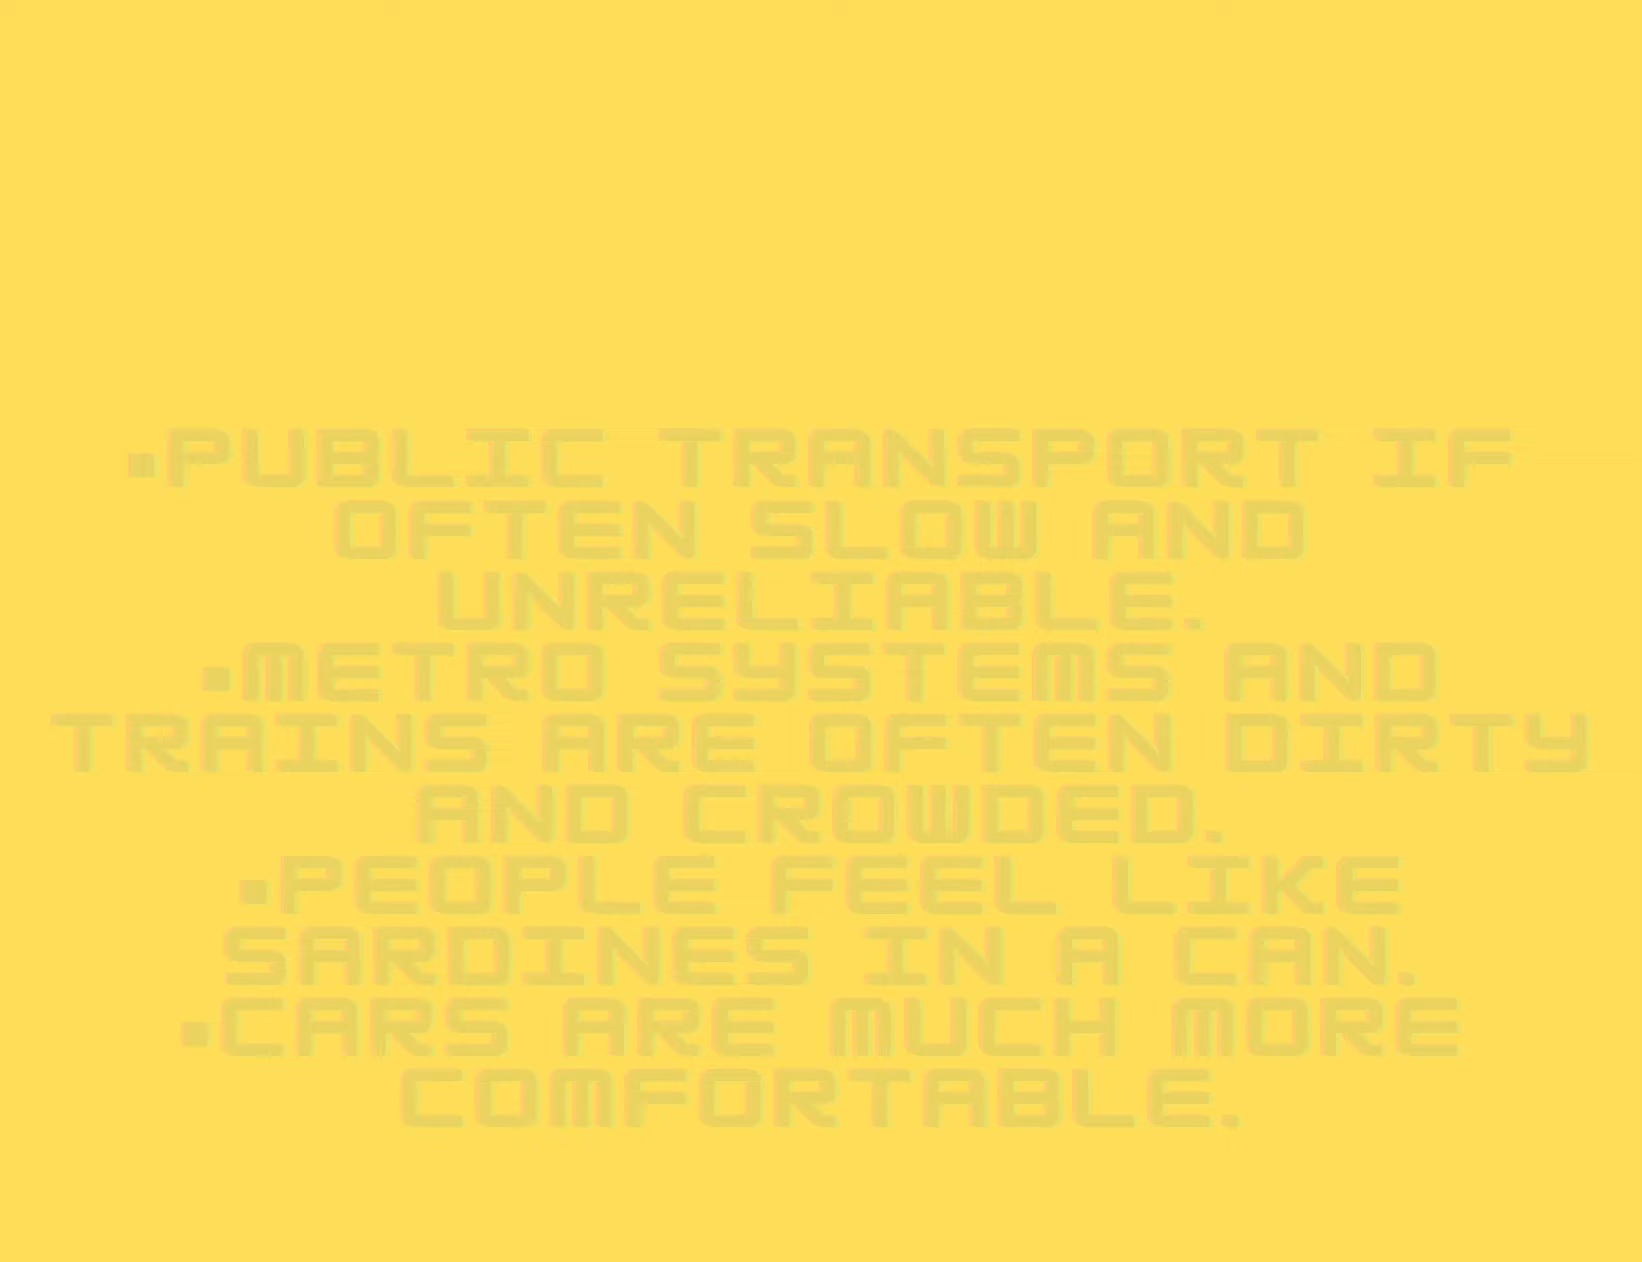 ▪PUBLIC TRANSPORT IF
OFTEN SLOW AND
UNRELIABLE.
▪METRO SYSTEMS AND
TRAINS ARE OFTEN DIRTY
AND CROWDED.
▪PEOPLE FEEL LIKE
SARDINES IN A CAN.
▪CARS ARE MUCH MORE
COMFORTABLE.